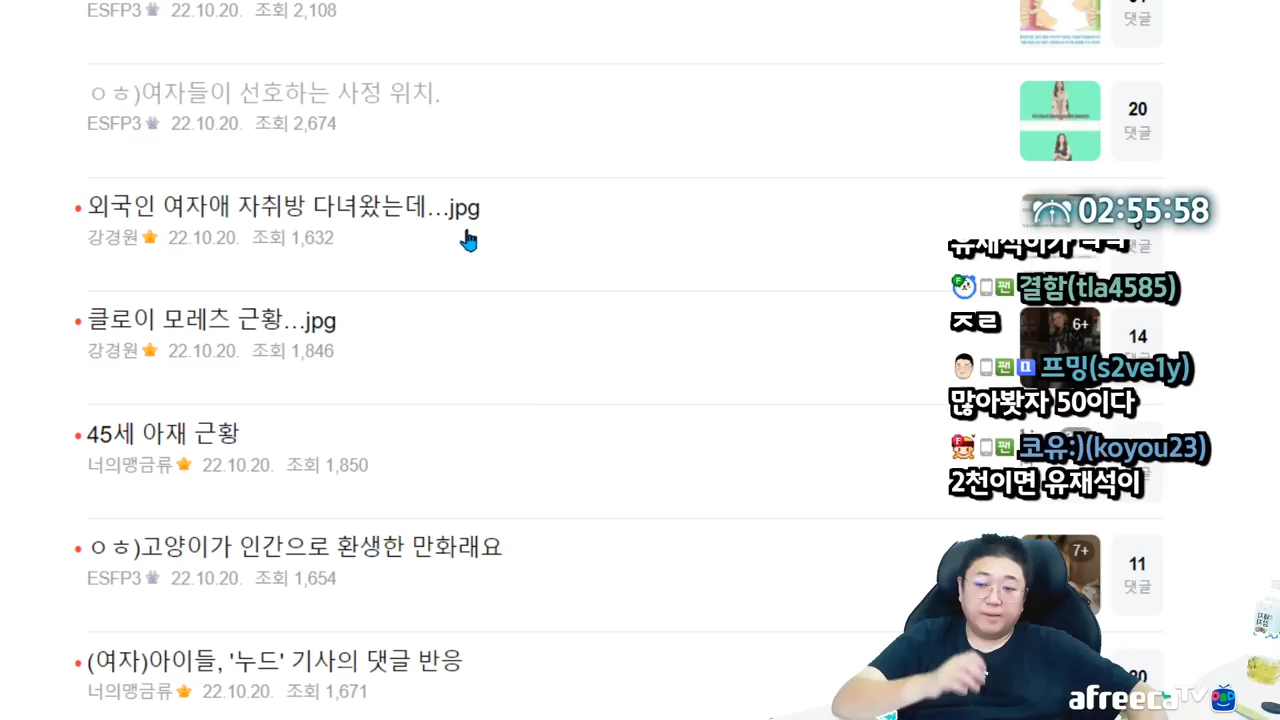 ESFP3 22.10.20. 조회 2,108
댓글
ㅇㅎ)여자들이 선호하는 사정 위치.
ESFP3 22.10.20. 조회 2,674
20
댓글
외국인 여자애 자취방 다녀왔는데...jpg
강경원 22.10.20. 조회 1,632
02:55:58
댓글
유재석이가
결함(tla4585)
ㅈㄹ
클로이 모레츠 근황...jpg
강경원 22.10.20. 조회 1,846
6+
14
프밍(s2ve1y)
많아봣자 50이다
45세 아재 근황
너의맹금류 22.10.20. 조회 1,850
코유:)(koyou23)
2천이면 유재석이
ㅇㅎ)고양이가 인간으로 환생한 만화래요
ESFP3 22.10.20. 조회 1,654
7+
11
댓글
(여자)아이들, '누드' 기사의 댓글 반응
너의맹금류 22.10.20. 조회 1,671
afreecaTV